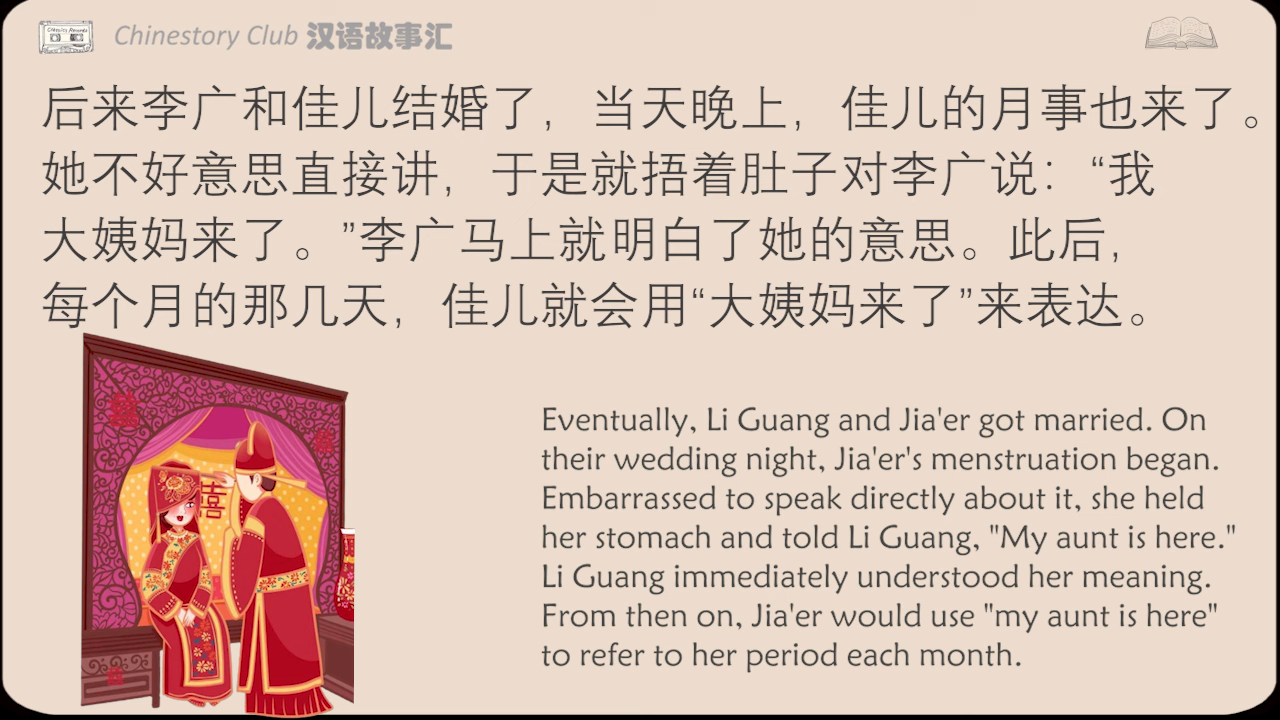 Chinestory Club 汉语故事汇
后来李广和佳儿结婚了，当天晚上，佳儿的月事也来了。
她不好意思直接讲，于是就捂着肚子对李广说：“我
大姨妈来了。”李广马上就明白了她的意思。此后，
每个月的那几天，佳儿就会用“大姨妈来了”来表达。
囍
Eventually, Li Guang and Jia'er got married. On
their wedding night, Jia'er's menstruation began.
Embarrassed to speak directly about it, she held
her stomach and told Li Guang, "My aunt is here."
Li Guang immediately understood her meaning.
From then on, Jia'er would use "my aunt is here"
to refer to her period each month.